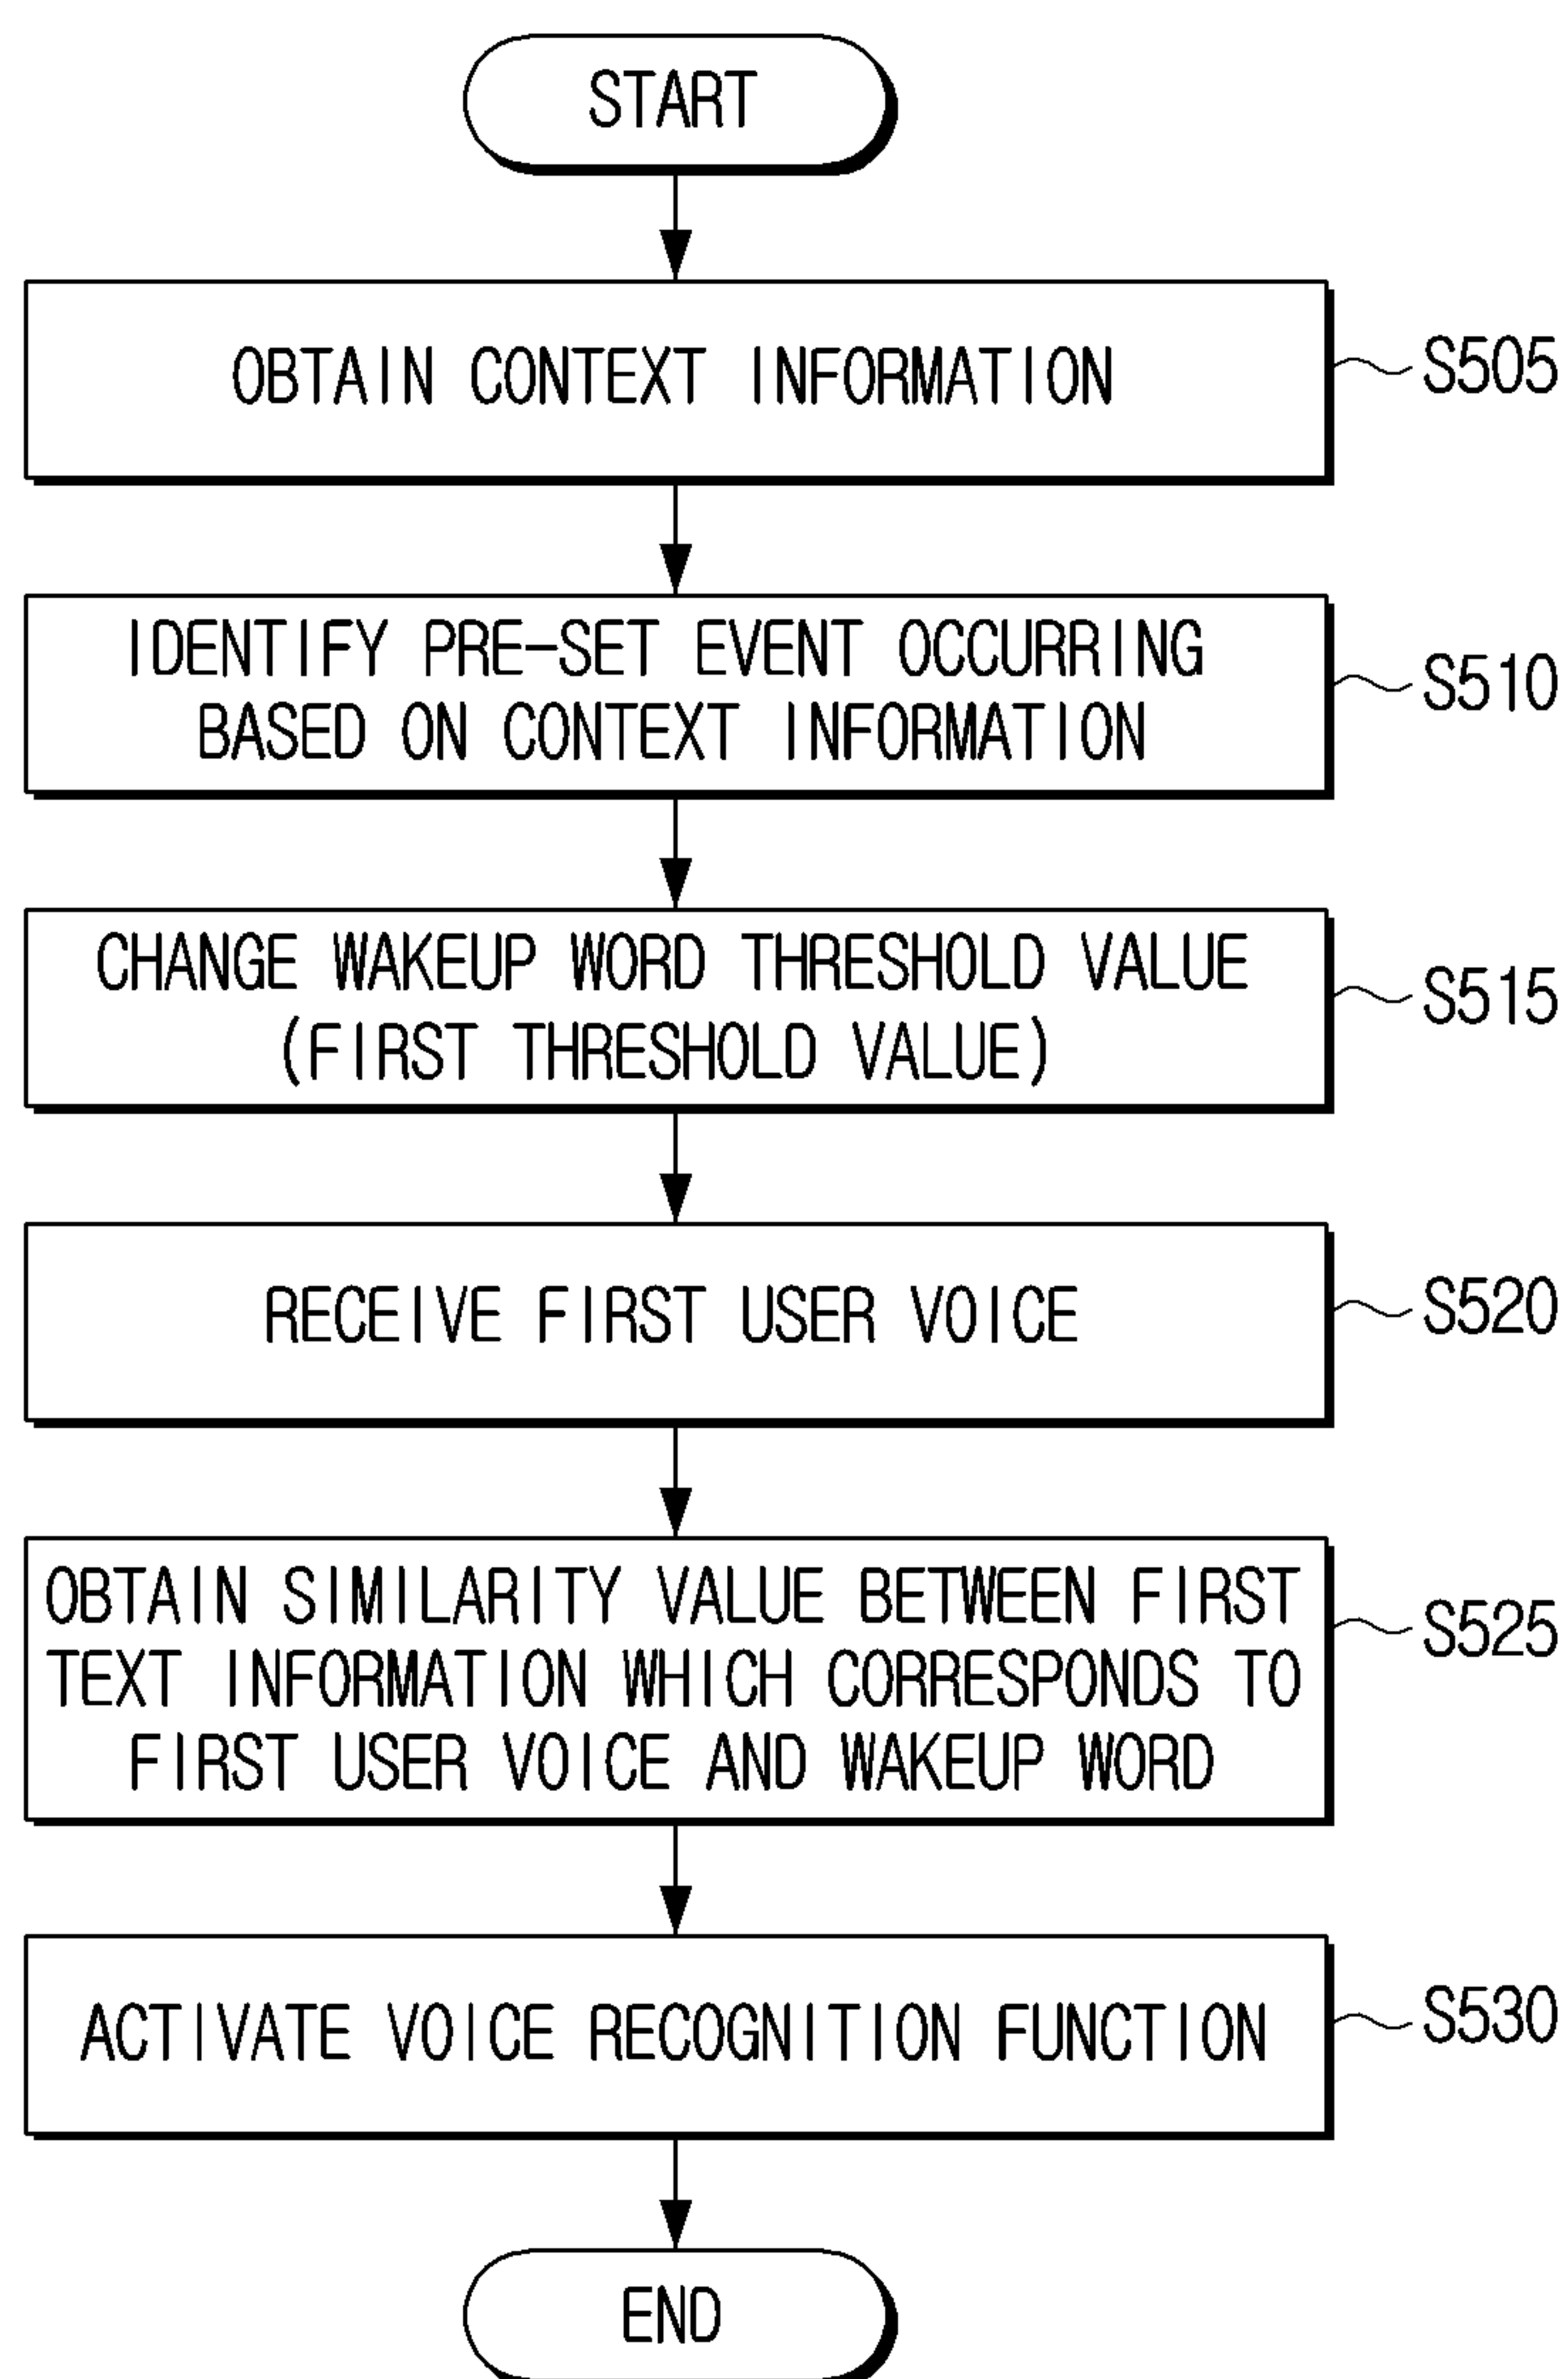 START
OBTAIN CONTEXT INFORMATION
S505
IDENTIFY PRE-SET EVENT OCCURRING
BASED ON CONTEXT INFORMATION
S510
CHANGE WAKEUP WORD THRESHOLD VALUE
(FIRST THRESHOLD VALUE)
S515
RECEIVE FIRST USER VOICE
S520
OBTAIN SIMILARITY VALUE BETWEEN FIRST
TEXT INFORMATION WHICH CORRESPONDS TO
FIRST USER VOICE AND WAKEUP WORD
S525
ACTIVATE VOICE RECOGNITION FUNCTION
S530
END